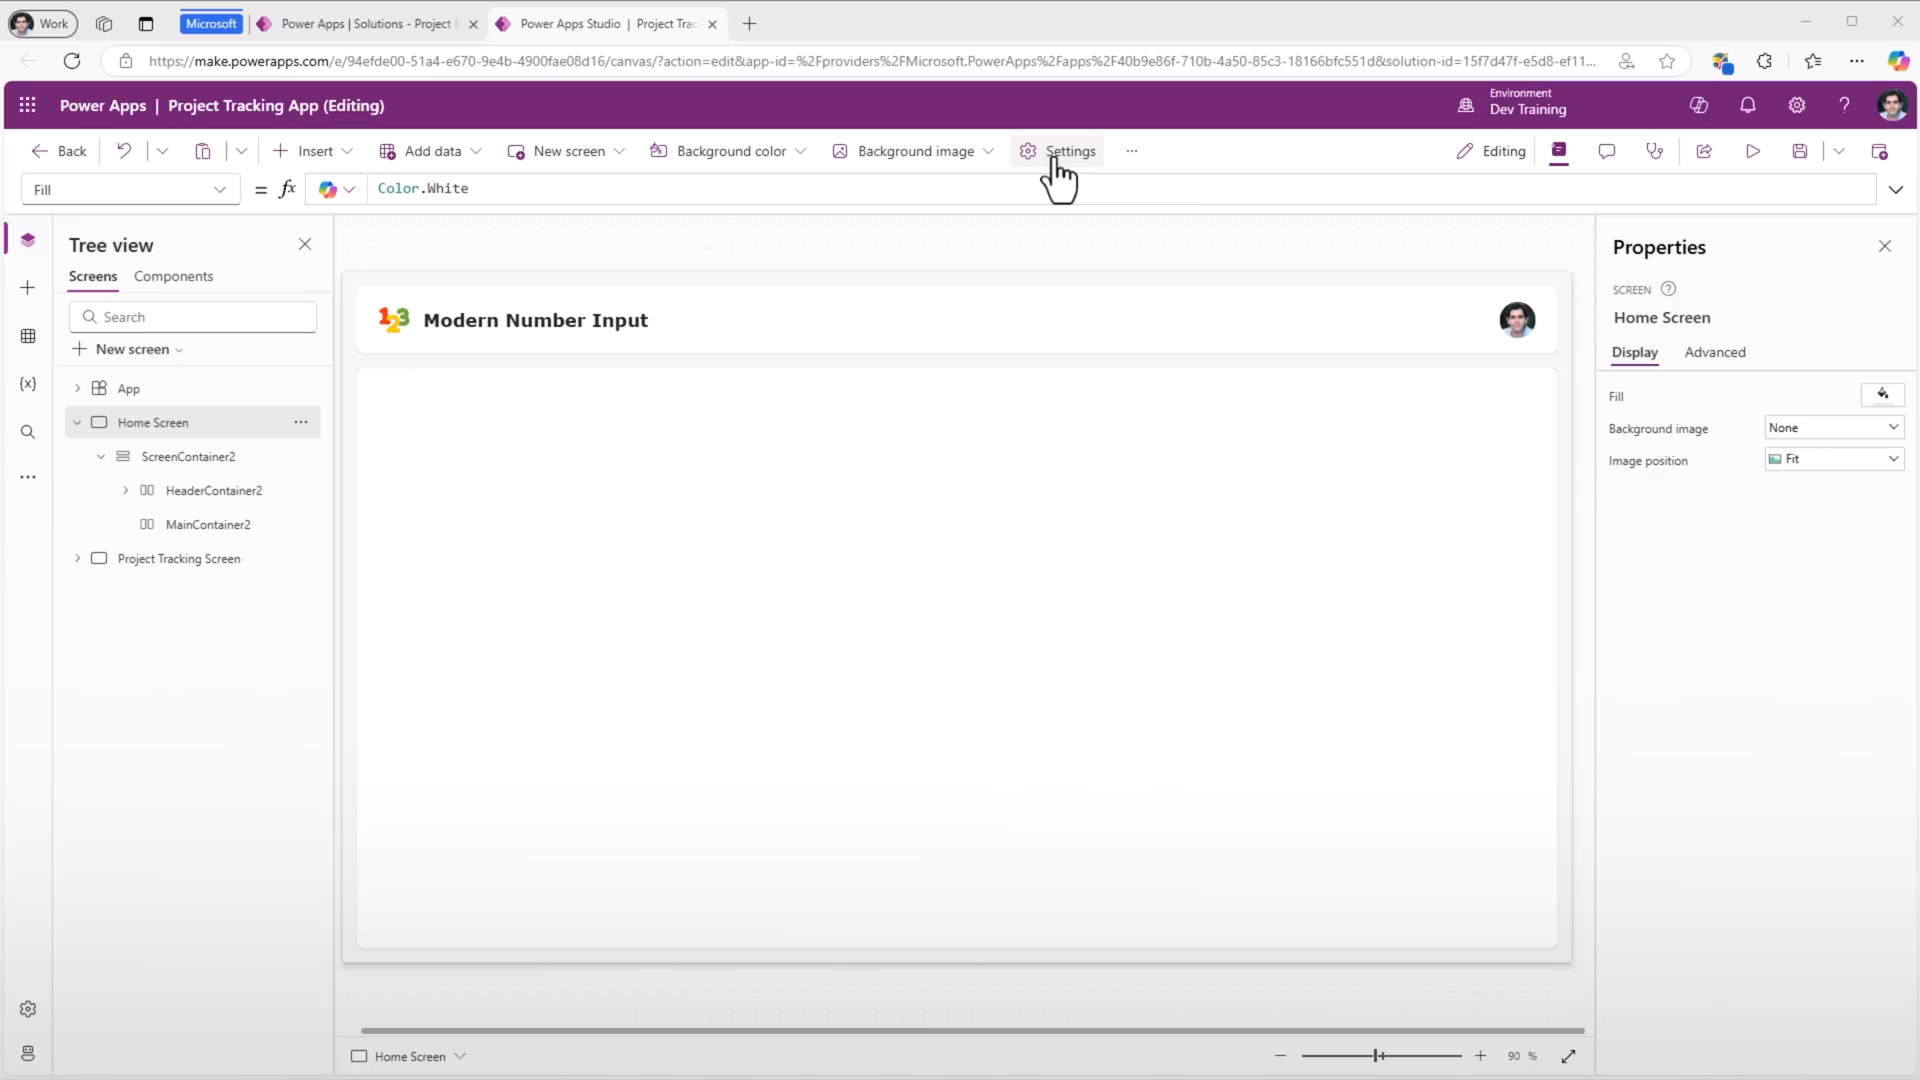 Work
Microsoft
Power Apps | Solutions - Project
Power Apps Studio | Project Trac
https://make.powerapps.com/e/94efde00-51a4-e670-9e4b-4900fae08d16/canvas/?action=edit&app-id=%2Fproviders%2FMicrosoft.PowerApps%2Fapps%2F40b9e86f-710b-4a50-85c3-18166bfc551d&solution-id=15f7d47f-e5d8-ef11...
Power Apps | Project Tracking App (Editing)
Environment
Dev Training
Back
Insert
Add data
New screen
Background color
Background image
Settings
...
Editing
Fill
= fx
Color.White
Tree view
Screens
Components
Search
New screen
App
Home Screen
ScreenContainer2
HeaderContainer2
MainContainer2
Project Tracking Screen
123 Modern Number Input
Properties
SCREEN
Home Screen
Display
Advanced
Fill
Background image
None
Image position
Fit
Home Screen
90 %